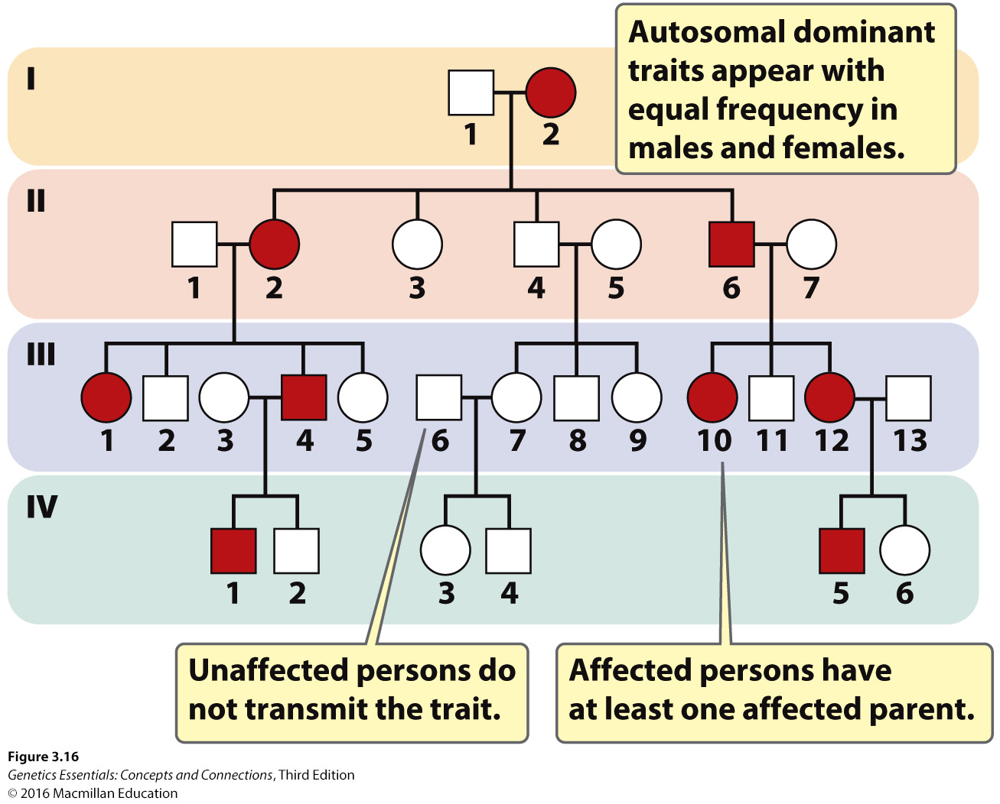 Autosomal dominant
traits appear with
equal frequency in
males and females.
I
1 2
II
1 2 3 4 5 6 7
III
1 2 3 4 5 6 7 8 9 10 11 12 13
IV
1 2 3 4 5 6
Unaffected persons do
not transmit the trait.
Affected persons have
at least one affected parent.
Figure 3.16
Genetics Essentials: Concepts and Connections, Third Edition
© 2016 Macmillan Education